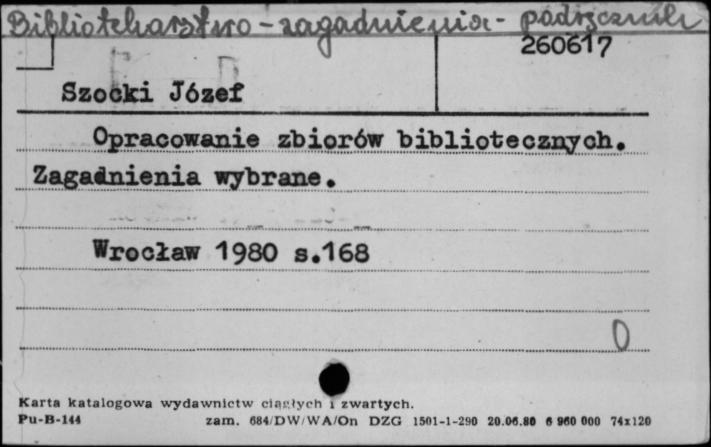 Bibliotekarstwo - zagadnienia - podręcznik
260617
Szocki Józef
Opracowanie zbiorów bibliotecznych.
Zagadnienia wybrane.
Wrocław 1980 s.168
0
Karta katalogowa wydawnictw ciągłych i zwartych.
Pu-B-144 zam. 684/DW/WA/On DZG 1501-1-290 20.06.80 6 960 000 74x120